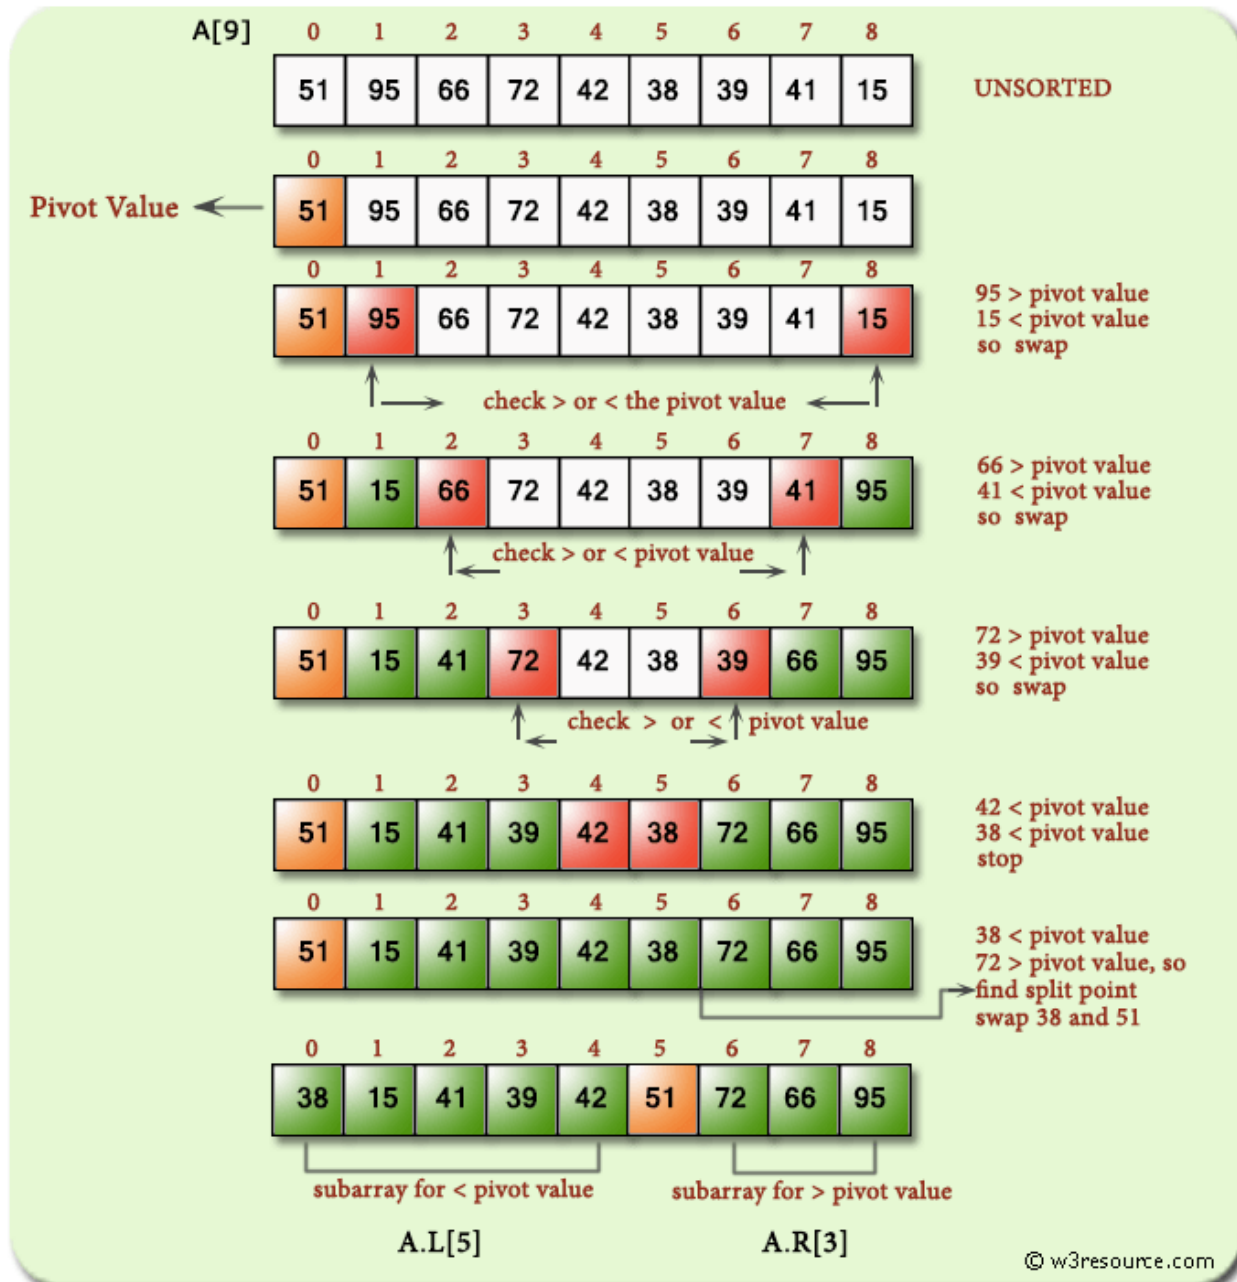 A[9] 0 1 2 3 4 5 6 7 8
51 95 66 72 42 38 39 41 15 UNSORTED
0 1 2 3 4 5 6 7 8
Pivot Value 51 95 66 72 42 38 39 41 15
0 1 2 3 4 5 6 7 8
51 95 66 72 42 38 39 41 15
95 > pivot value
15 < pivot value
so swap
check > or < the pivot value
0 1 2 3 4 5 6 7 8
51 15 66 72 42 38 39 41 95
66 > pivot value
41 < pivot value
so swap
check > or < pivot value
0 1 2 3 4 5 6 7 8
51 15 41 72 42 38 39 66 95
72 > pivot value
39 < pivot value
so swap
check > or < pivot value
0 1 2 3 4 5 6 7 8
51 15 41 39 42 38 72 66 95
42 < pivot value
38 < pivot value
stop
0 1 2 3 4 5 6 7 8
51 15 41 39 42 38 72 66 95
38 < pivot value
72 > pivot value, so
find split point
swap 38 and 51
0 1 2 3 4 5 6 7 8
38 15 41 39 42 51 72 66 95
subarray for < pivot value subarray for > pivot value
A.L[5] A.R[3]
© w3resource.com